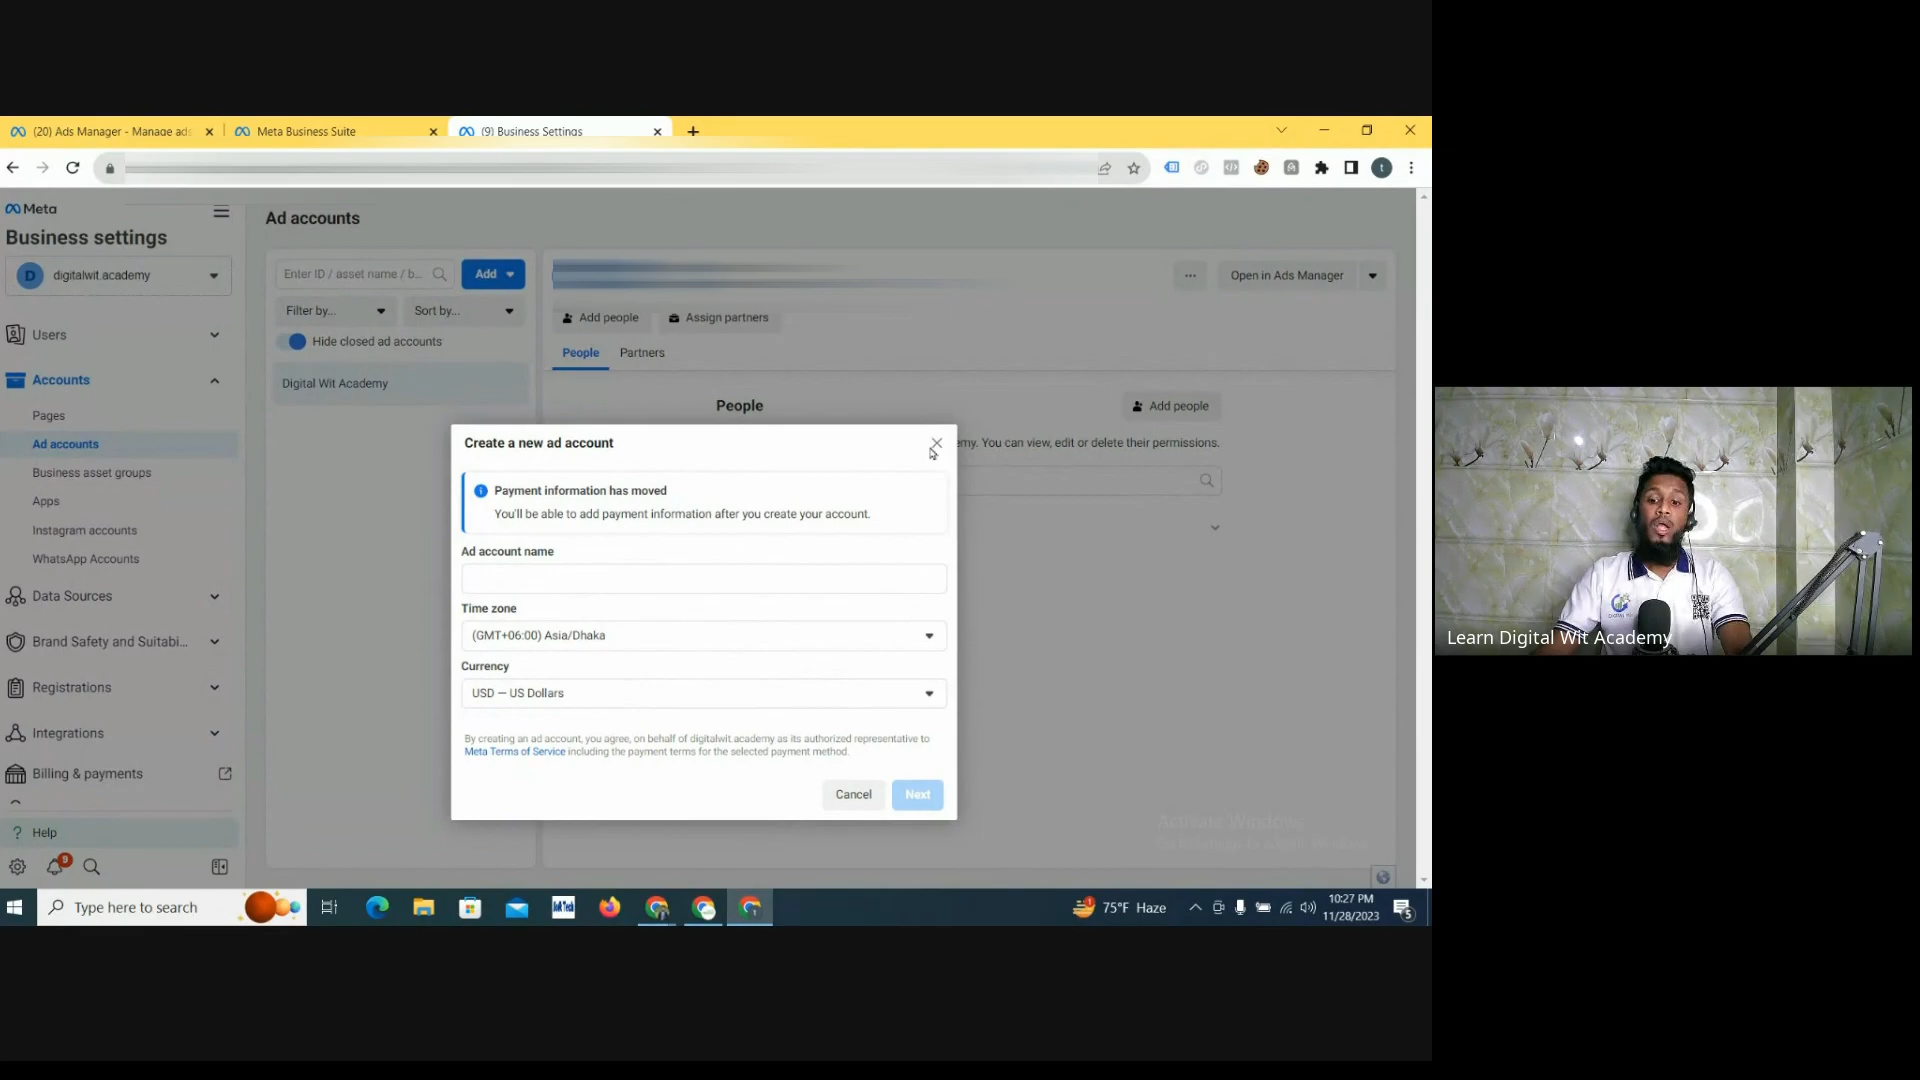 (20) Ads Manager - Manage ads
Meta Business Suite
(9) Business Settings
Meta
Business settings
D
digitalwit.academy
Users
Accounts
Pages
Ad accounts
Business asset groups
Apps
Instagram accounts
WhatsApp Accounts
Data Sources
Brand Safety and Suitabi...
Registrations
Integrations
Billing & payments
? Help
9
Ad accounts
Enter ID / asset name / b...
Add
Filter by...
Sort by...
Hide closed ad accounts
Digital Wit Academy
... Open in Ads Manager
Add people
Assign partners
People
Partners
People
Add people
emy. You can view, edit or delete their permissions.
Create a new ad account
Payment information has moved
You'll be able to add payment information after you create your account.
Ad account name
Time zone
(GMT+06:00) Asia/Dhaka
Currency
USD — US Dollars
By creating an ad account, you agree, on behalf of digitalwit.academy as its authorized representative to
Meta Terms of Service including the payment terms for the selected payment method.
Cancel
Next
Activate Windows
Type here to search
75°F Haze
10:27 PM
11/28/2023
5
Learn Digital Wit Academy